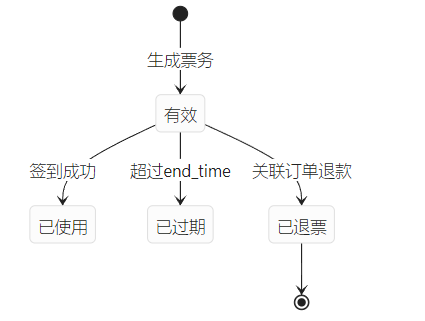 生成票务
有效
签到成功
超过end_time
关联订单退款
已使用
已过期
已退票